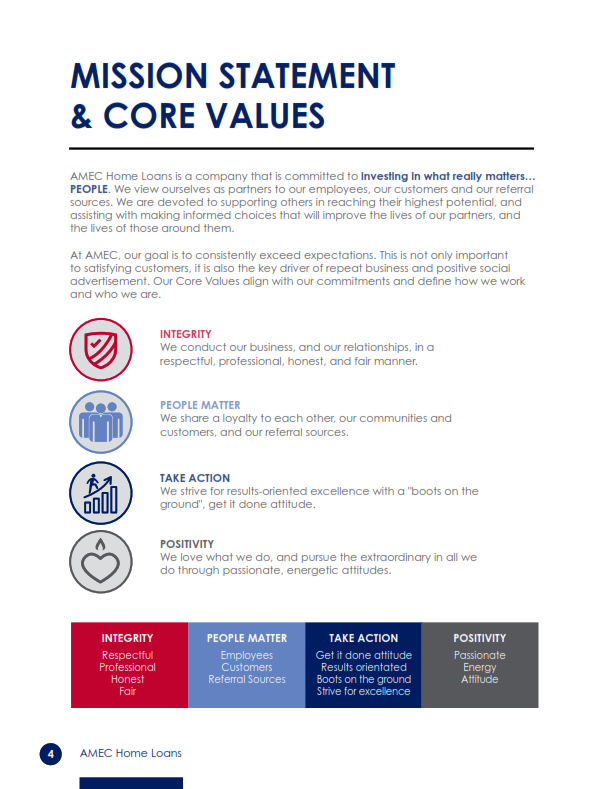 MISSION STATEMENT
& CORE VALUES
AMEC Home Loans is a company that is committed to investing in what really matters...
PEOPLE. We view ourselves as partners to our employees, our customers and our referral
sources. We are devoted to supporting others in reaching their highest potential, and
assisting with making informed choices that will improve the lives of our partners, and
the lives of those around them.
At AMEC, our goal is to consistently exceed expectations. This is not only important
to satisfying customers, it is also the key driver of repeat business and positive social
advertisement. Our Core Values align with our commitments and define how we work
and who we are.
INTEGRITY
We conduct our business, and our relationships, in a
respectful, professional, honest, and fair manner.
PEOPLE MATTER
We share a loyalty to each other, our communities and
customers, and our referral sources.
TAKE ACTION
We strive for results-oriented excellence with a "boots on the
ground", get it done attitude.
POSITIVITY
We love what we do, and pursue the extraordinary in all we
do through passionate, energetic attitudes.
INTEGRITY
Respectful
Professional
Honest
Fair
PEOPLE MATTER
Employees
Customers
Referral Sources
TAKE ACTION
Get it done attitude
Results orientated
Boots on the ground
Strive for excellence
POSITIVITY
Passionate
Energy
Attitude
4 AMEC Home Loans